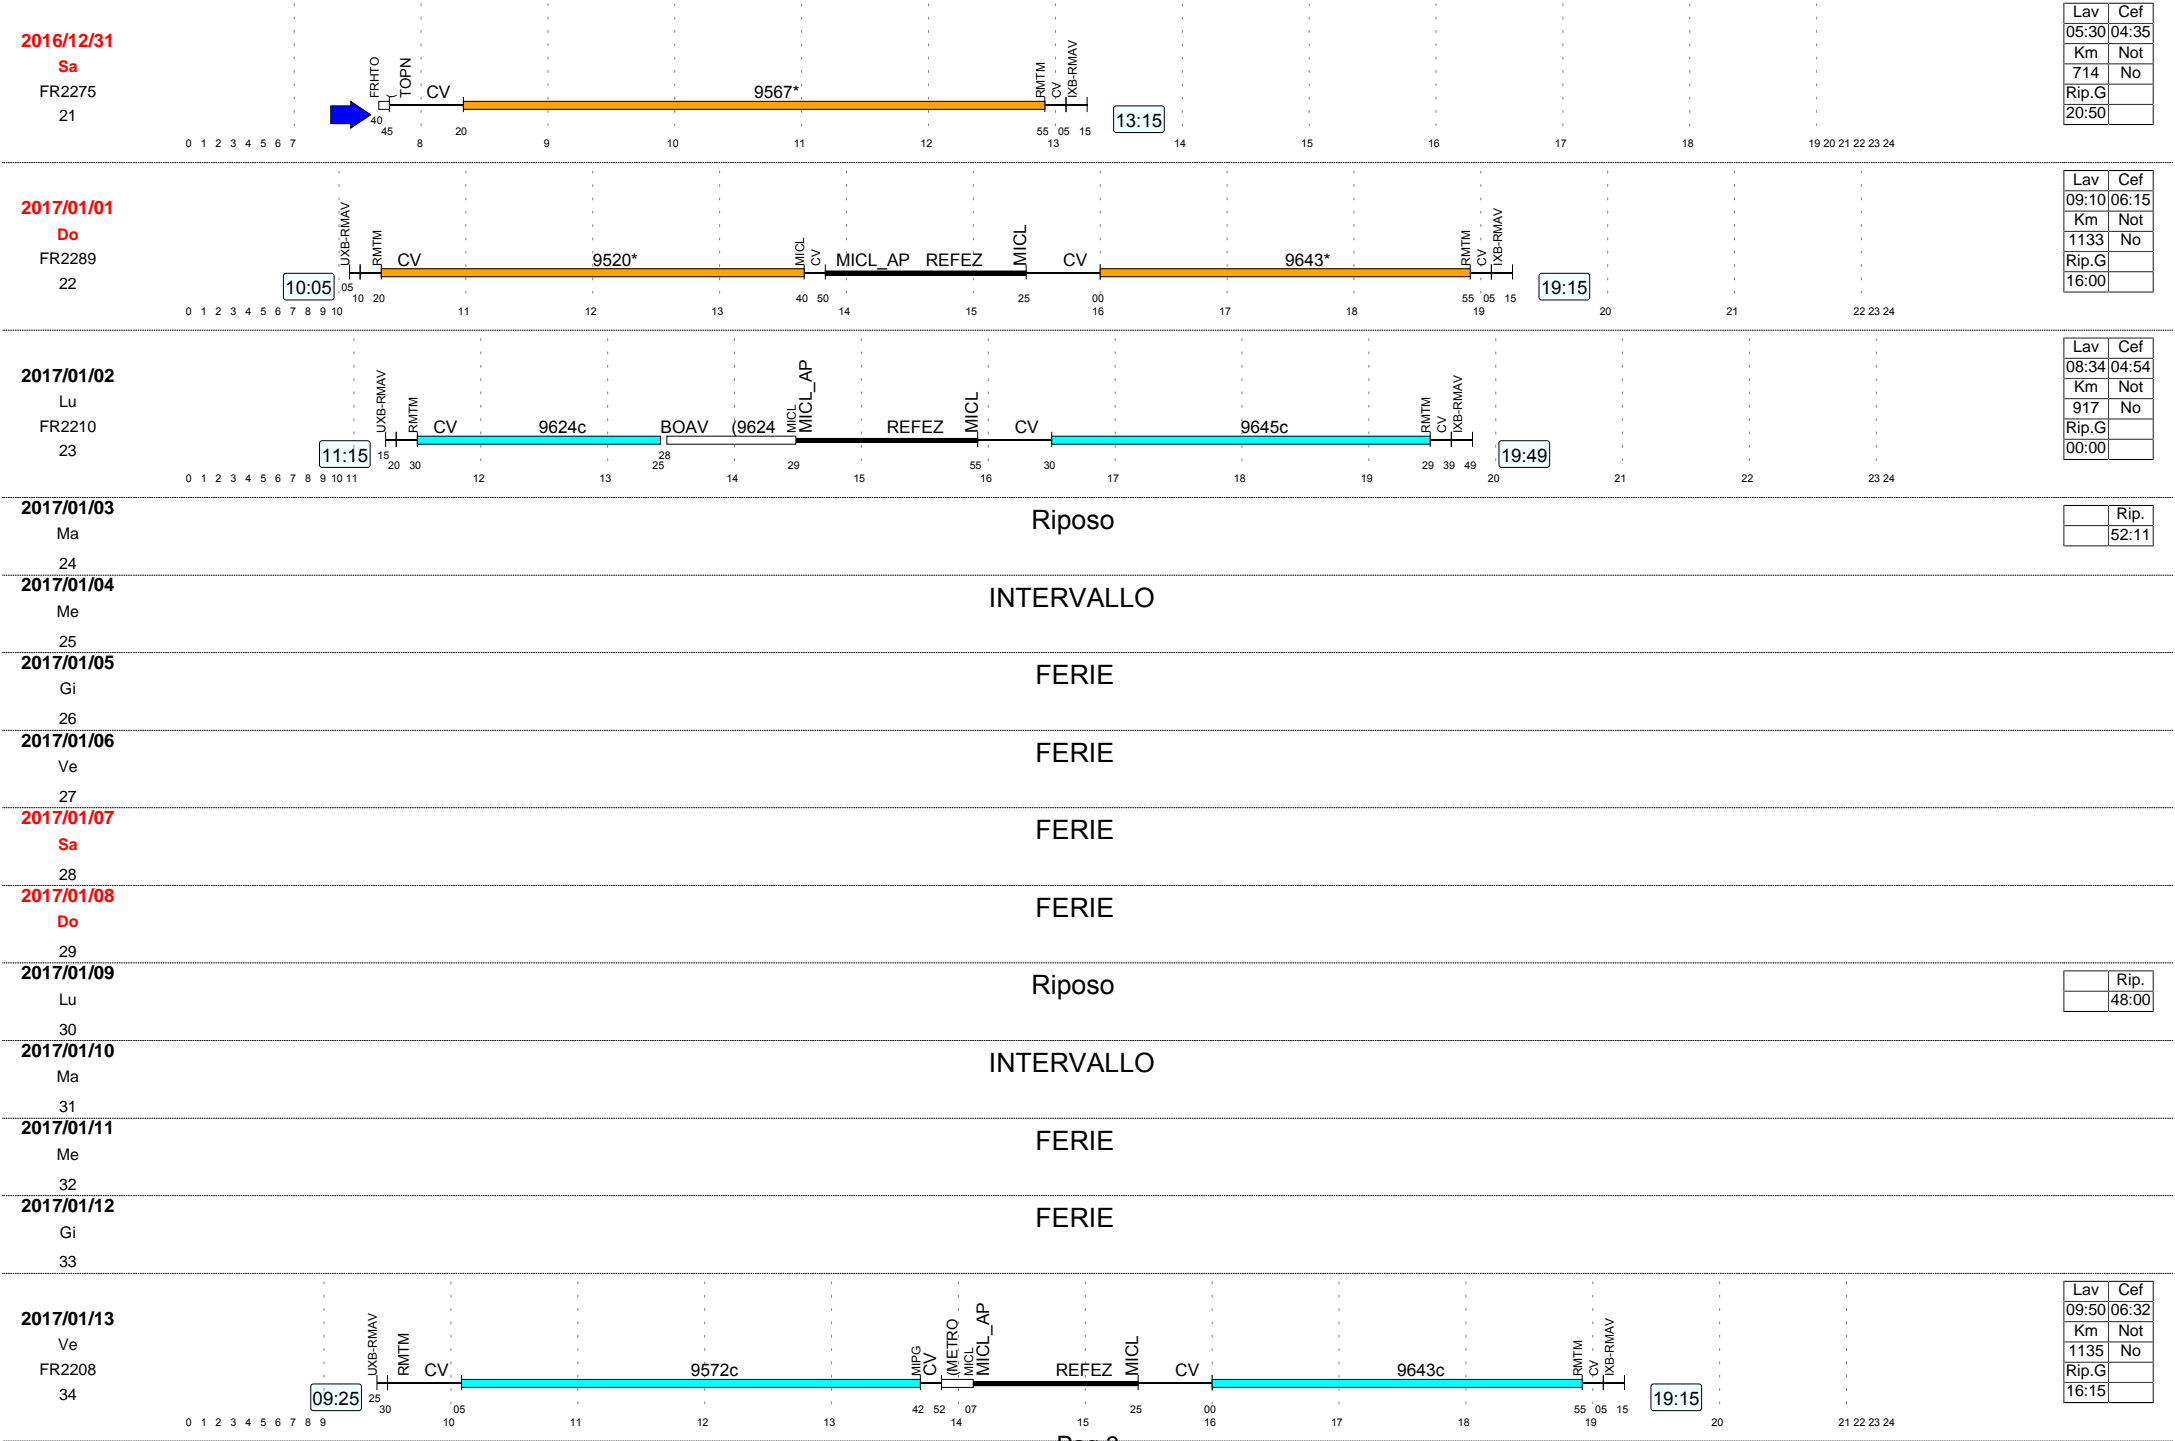 2016/12/31
Sa
FR2275
21
FRHTO
(
TOPN
CV
9567*
RMTM
CV
IXB-RMAV
40
45
20
55 05 15
13:15
0 1 2 3 4 5 6 7 8 9 10 11 12 13 14 15 16 17 18 19 20 21 22 23 24
Lav Cef
05:30 04:35
Km Not
714 No
Rip.G
20:50
2017/01/01
Do
FR2289
22
10:05
UXB-RMAV
RMTM
CV
9520*
MICL
CV
MICL_AP
REFEZ
MICL
CV
9643*
RMTM
CV
IXB-RMAV
05
10 20
40 50
25
00
55 05 15
19:15
0 1 2 3 4 5 6 7 8 9 10 11 12 13 14 15 16 17 18 19 20 21 22 23 24
Lav Cef
09:10 06:15
Km Not
1133 No
Rip.G
16:00
2017/01/02
Lu
FR2210
23
11:15
UXB-RMAV
RMTM
CV
9624c
BOAV
(9624
MICL
MICL_AP
REFEZ
MICL
CV
9645c
RMTM
CV
IXB-RMAV
15
20 30
28
25
29
55
30
29 39 49
19:49
0 1 2 3 4 5 6 7 8 9 10 11 12 13 14 15 16 17 18 19 20 21 22 23 24
Lav Cef
08:34 04:54
Km Not
917 No
Rip.G
00:00
2017/01/03
Ma
24
Riposo
Rip.
52:11
2017/01/04
Me
25
INTERVALLO
2017/01/05
Gi
26
FERIE
2017/01/06
Ve
27
FERIE
2017/01/07
Sa
28
FERIE
2017/01/08
Do
29
FERIE
2017/01/09
Lu
30
Riposo
Rip.
48:00
2017/01/10
Ma
31
INTERVALLO
2017/01/11
Me
32
FERIE
2017/01/12
Gi
33
FERIE
2017/01/13
Ve
FR2208
34
09:25
UXB-RMAV
RMTM
CV
9572c
MIPG
CV
(METRO
MICL
MICL_AP
REFEZ
MICL
CV
9643c
RMTM
CV
IXB-RMAV
25
30
05
42 52 07
25
00
55 05 15
19:15
0 1 2 3 4 5 6 7 8 9 10 11 12 13 14 15 16 17 18 19 20 21 22 23 24
Lav Cef
09:50 06:32
Km Not
1135 No
Rip.G
16:15